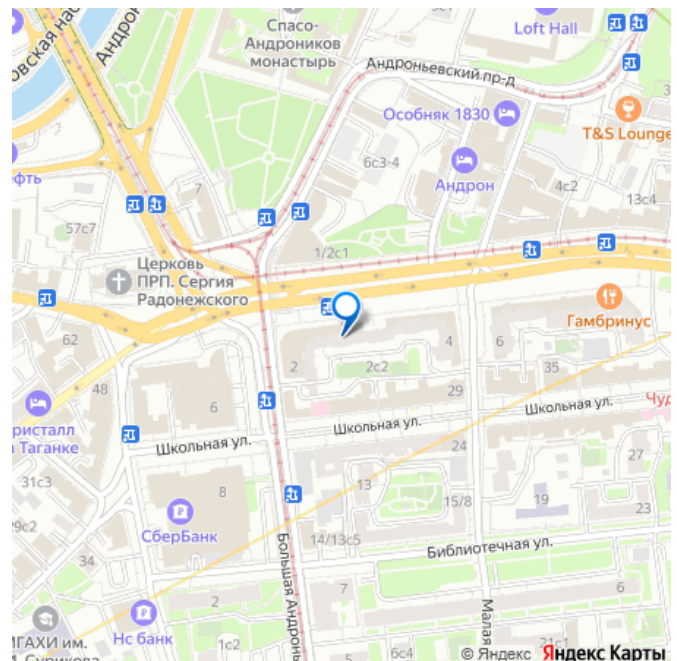 Спасо-
Андроников
монастырь
Loft Hall
Андроньевский пр-д
Особняк 1830
T&S Lounge
6с3-4
Андрон
4с2
13с4
7
57с7
1/2с1
Церковь
ПРП. Сергия
Радонежского
Гамбринус
62
2
2с2
4
6
35
48
6
29
Школьная ул.
Школьная ул.
Школьная ул.
24
27
31с3
8
13
15/8
19
СберБанк
29с2
34
14/13с5
Библиотечная ул.
Большая Андронь
Малая
7
6
2
Нс банк
1с2
6с4
21с1
© Яндекс Яндекс Карты